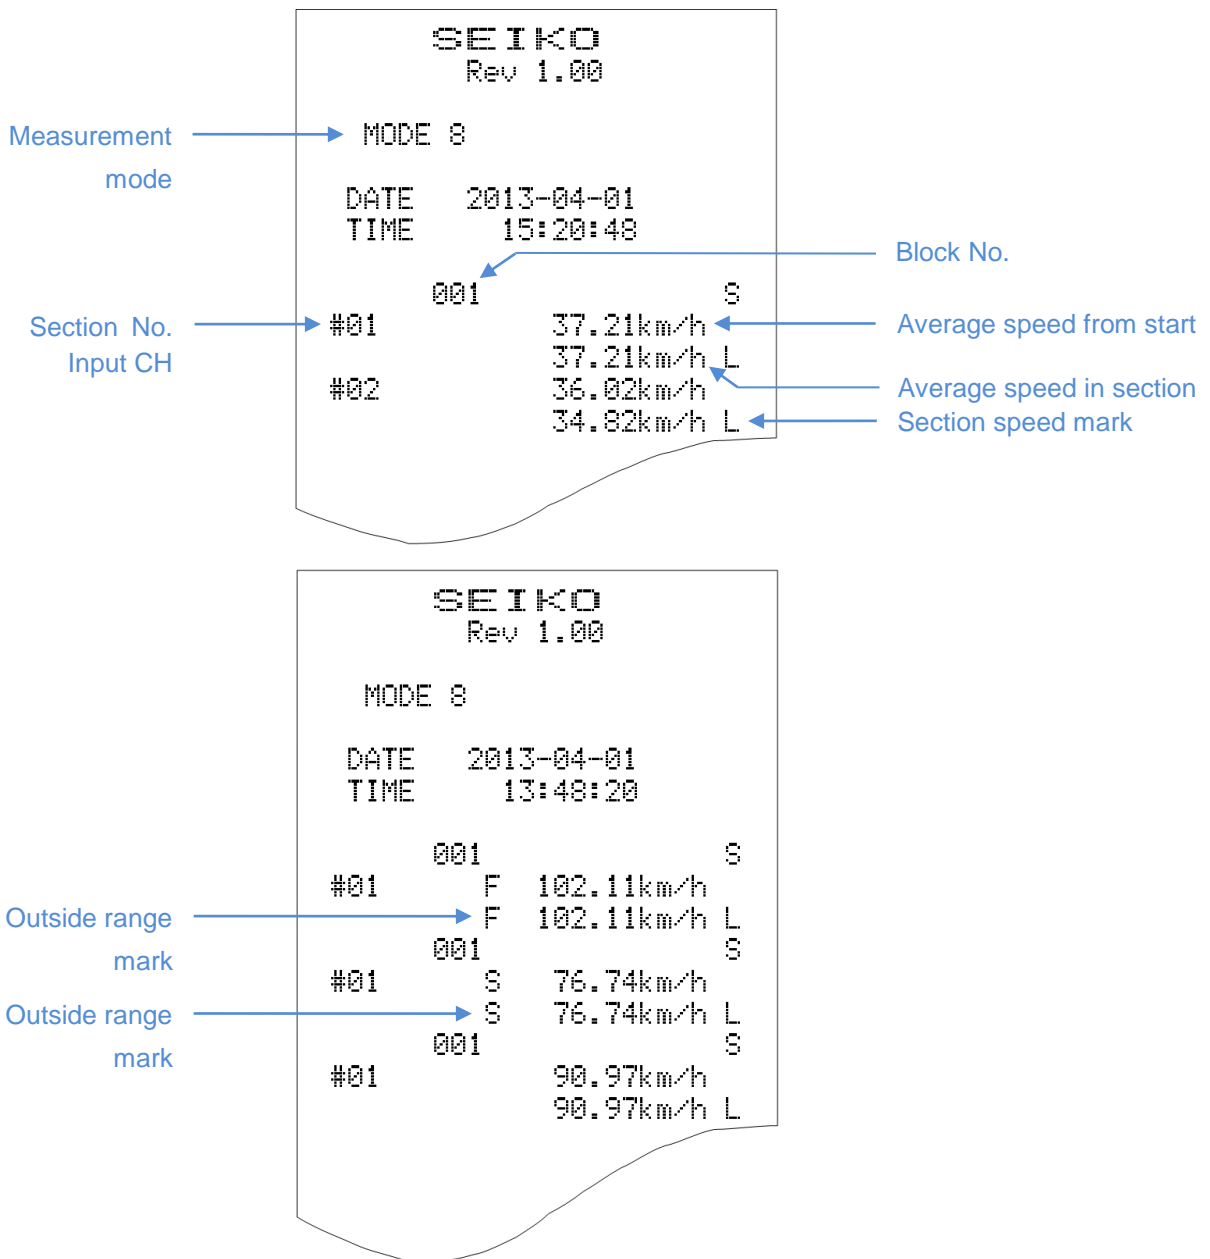 SEIKO
Rev 1.00
Measurement
mode
MODE 8
DATE 2013-04-01
TIME 15:20:48
Block No.
001 S
Section No.
Input CH
#01 37.21km/h
Average speed from start
37.21km/h L
Average speed in section
#02 36.02km/h
34.82km/h L
Section speed mark
SEIKO
Rev 1.00
MODE 8
DATE 2013-04-01
TIME 13:48:20
001 S
#01 F 102.11km/h
Outside range
mark
F 102.11km/h L
001 S
#01 S 76.74km/h
Outside range
mark
S 76.74km/h L
001 S
#01 90.97km/h
90.97km/h L